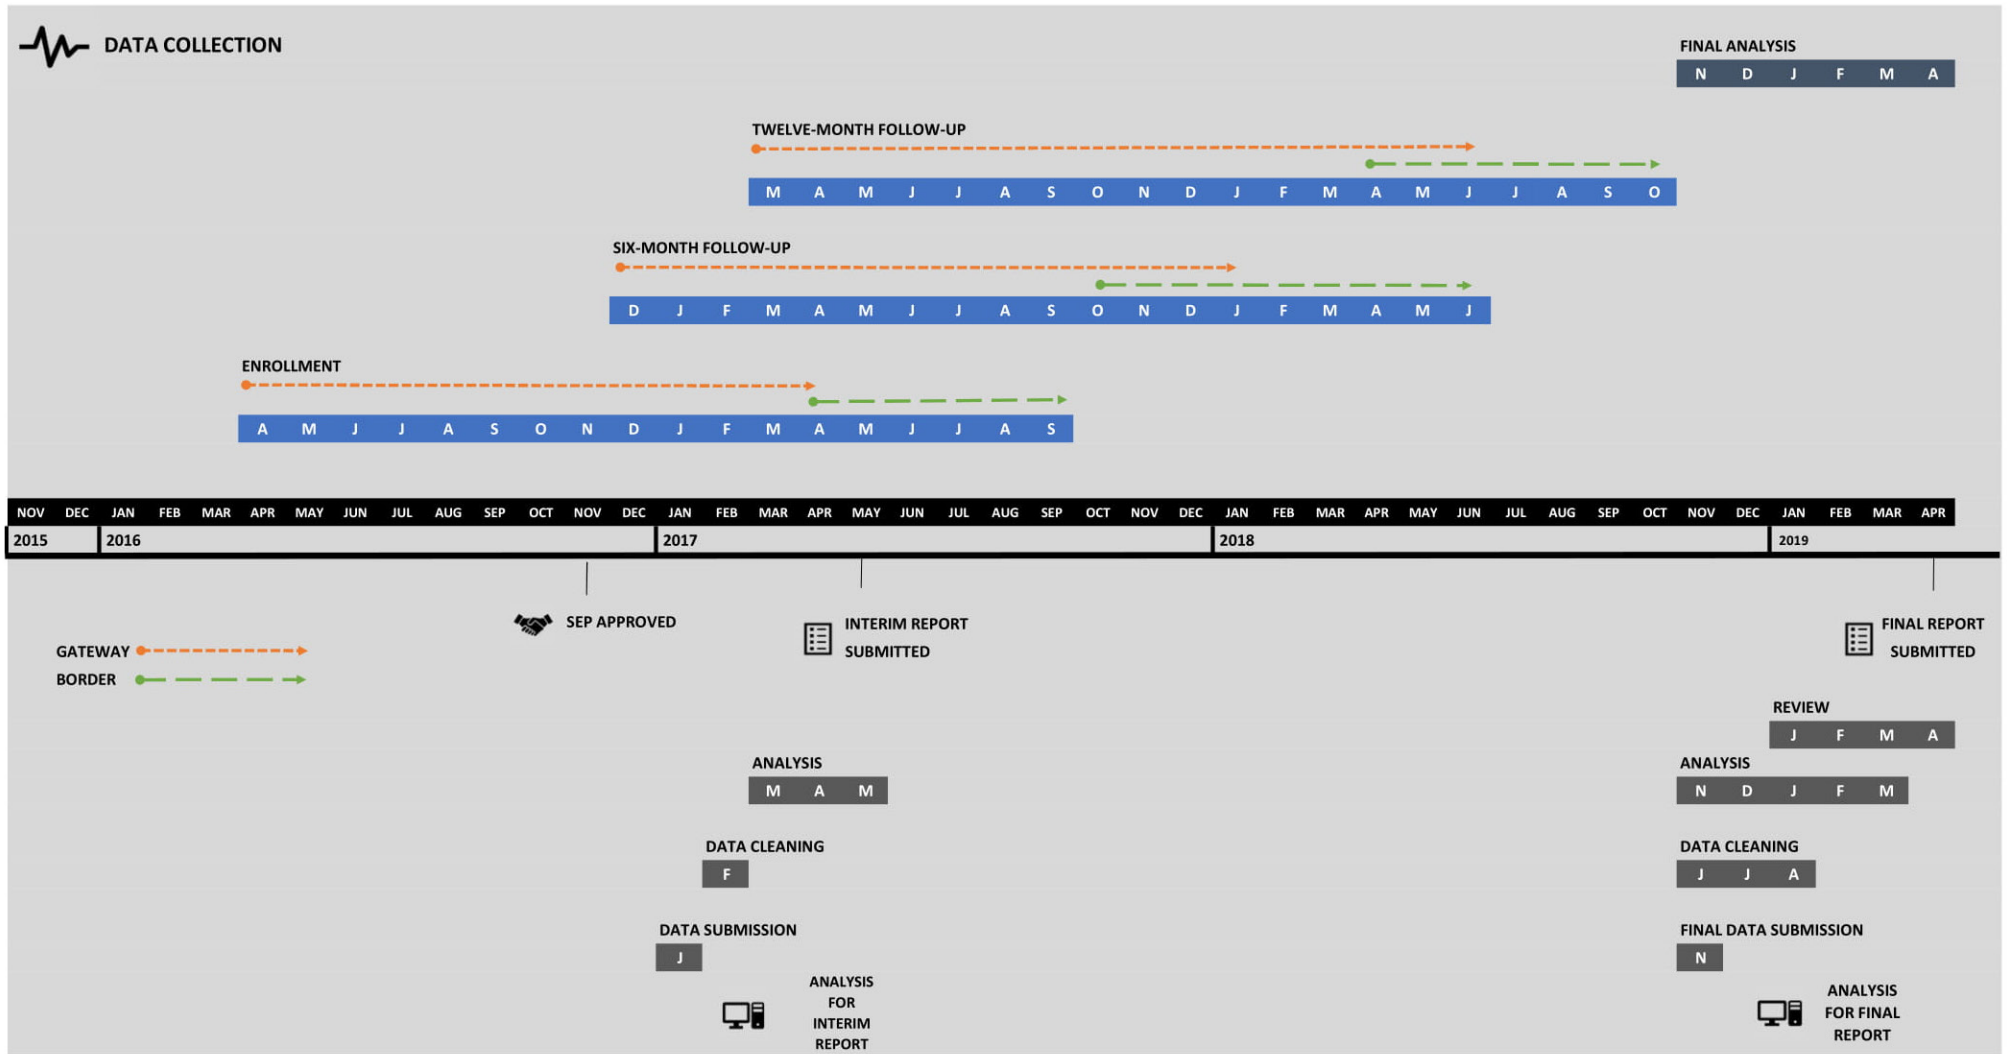 DATA COLLECTION
FINAL ANALYSIS
N D J F M A
TWELVE-MONTH FOLLOW-UP
M A M J J A S O N D J F M A M J J A S O
SIX-MONTH FOLLOW-UP
D J F M A M J J A S O N D J F M A M J
ENROLLMENT
A M J J A S O N D J F M A M J J A S
NOV DEC JAN FEB MAR APR MAY JUN JUL AUG SEP OCT NOV DEC JAN FEB MAR APR MAY JUN JUL AUG SEP OCT NOV DEC JAN FEB MAR APR MAY JUN JUL AUG SEP OCT NOV DEC JAN FEB MAR APR
2015 2016 2017 2018 2019
SEP APPROVED
INTERIM REPORT
SUBMITTED
FINAL REPORT
SUBMITTED
GATEWAY
BORDER
REVIEW
J F M A
ANALYSIS
M A M
ANALYSIS
N D J F M
DATA CLEANING
F
DATA CLEANING
J J A
DATA SUBMISSION
J
FINAL DATA SUBMISSION
N
ANALYSIS
FOR
INTERIM
REPORT
ANALYSIS
FOR FINAL
REPORT